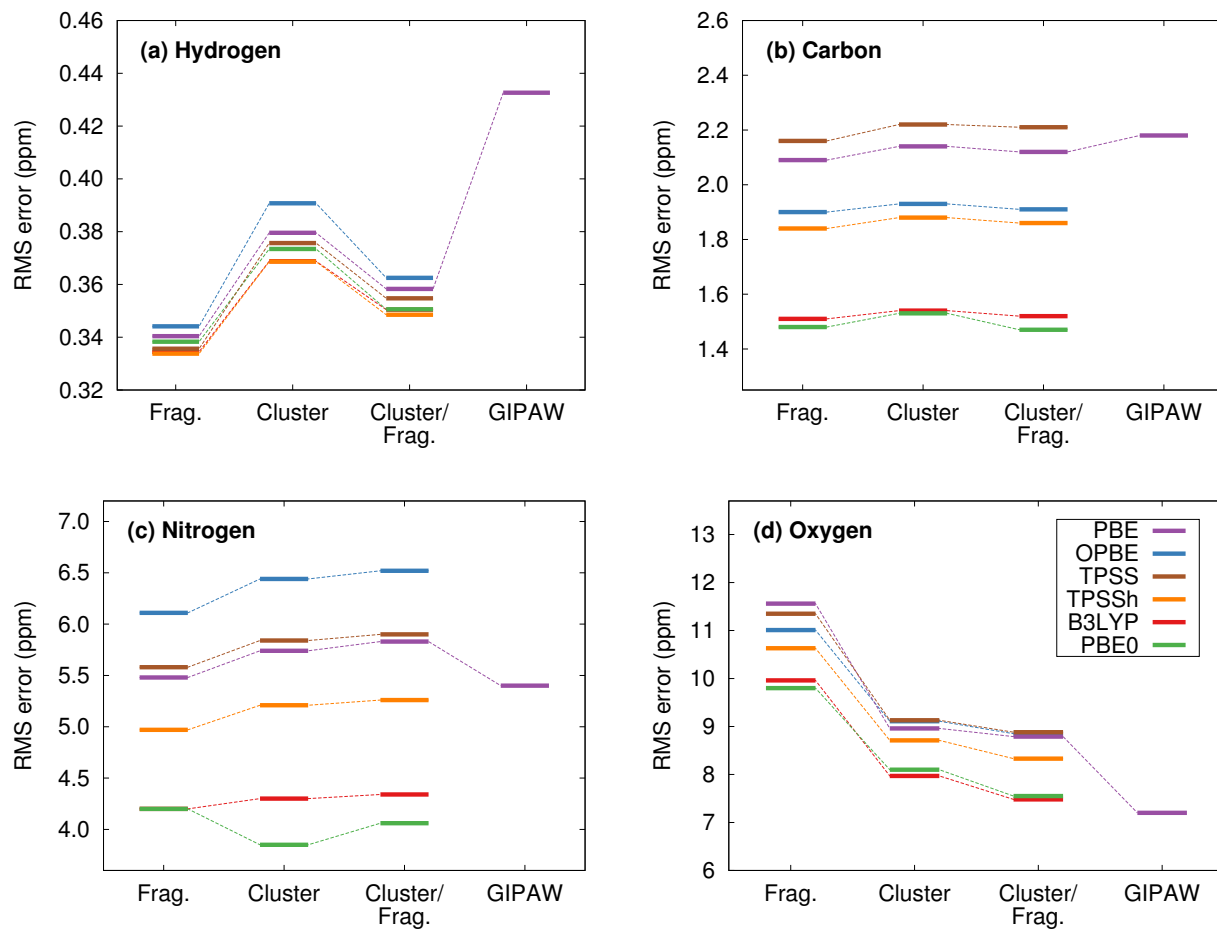 (a) Hydrogen
RMS error (ppm)
0.46
0.44
0.42
0.40
0.38
0.36
0.34
0.32
Frag.
Cluster
Cluster/
Frag.
GIPAW
(b) Carbon
RMS error (ppm)
2.6
2.4
2.2
2.0
1.8
1.6
1.4
Frag.
Cluster
Cluster/
Frag.
GIPAW
(c) Nitrogen
RMS error (ppm)
7.0
6.5
6.0
5.5
5.0
4.5
4.0
Frag.
Cluster
Cluster/
Frag.
GIPAW
(d) Oxygen
RMS error (ppm)
13
12
11
10
9
8
7
6
Frag.
Cluster
Cluster/
Frag.
GIPAW
PBE
OPBE
TPSS
TPSSh
B3LYP
PBE0